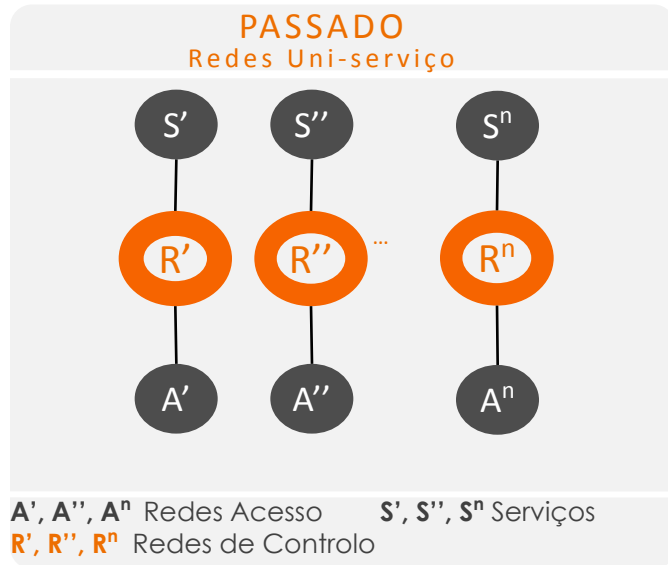 PASSADO
Redes Uni-serviço
S’ S’’ Sⁿ
R’ R’’ ... Rⁿ
A’ A’’ Aⁿ
A’, A’’, Aⁿ Redes Acesso S’, S’’, Sⁿ Serviços
R’, R’’, Rⁿ Redes de Controlo